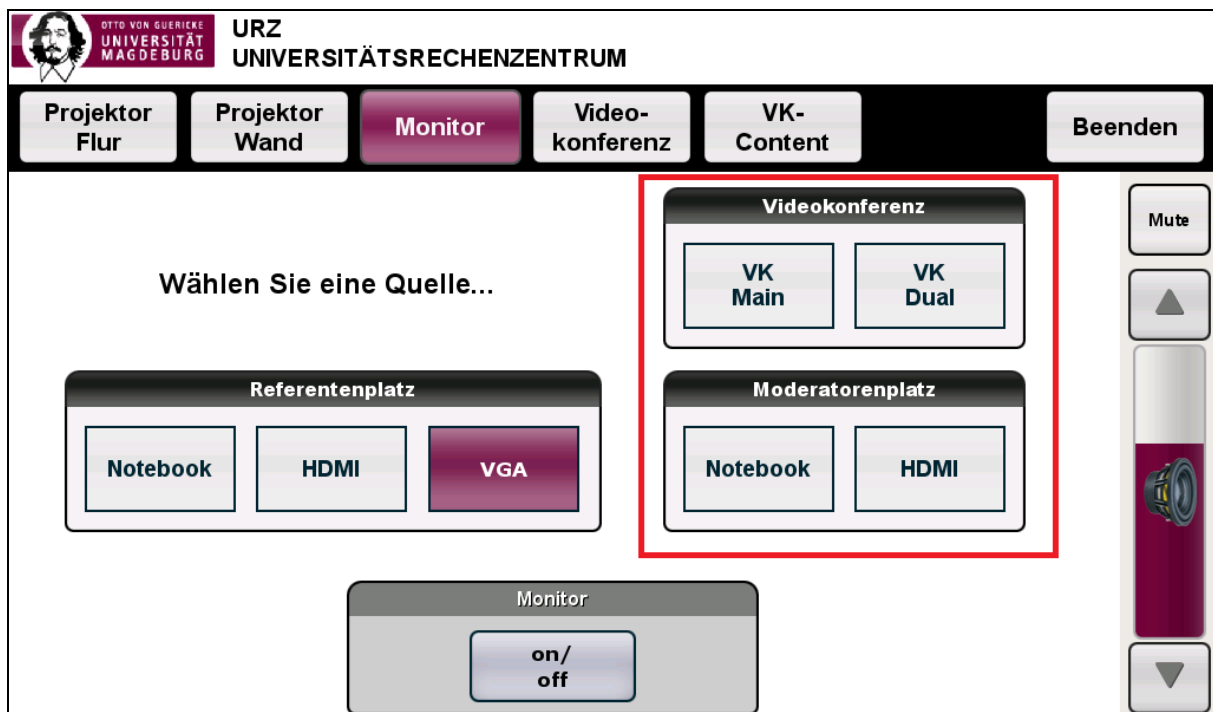 OTTO VON GUERICKE
UNIVERSITÄT
MAGDEBURG
URZ
UNIVERSITÄTSRECHENZENTRUM
Projektor
Flur
Projektor
Wand
Monitor
Video-
konferenz
VK-
Content
Beenden
Videokonferenz
VK
Main
VK
Dual
Mute
Wählen Sie eine Quelle...
Referentenplatz
Notebook
HDMI
VGA
Moderatorenplatz
Notebook
HDMI
Monitor
on/
off